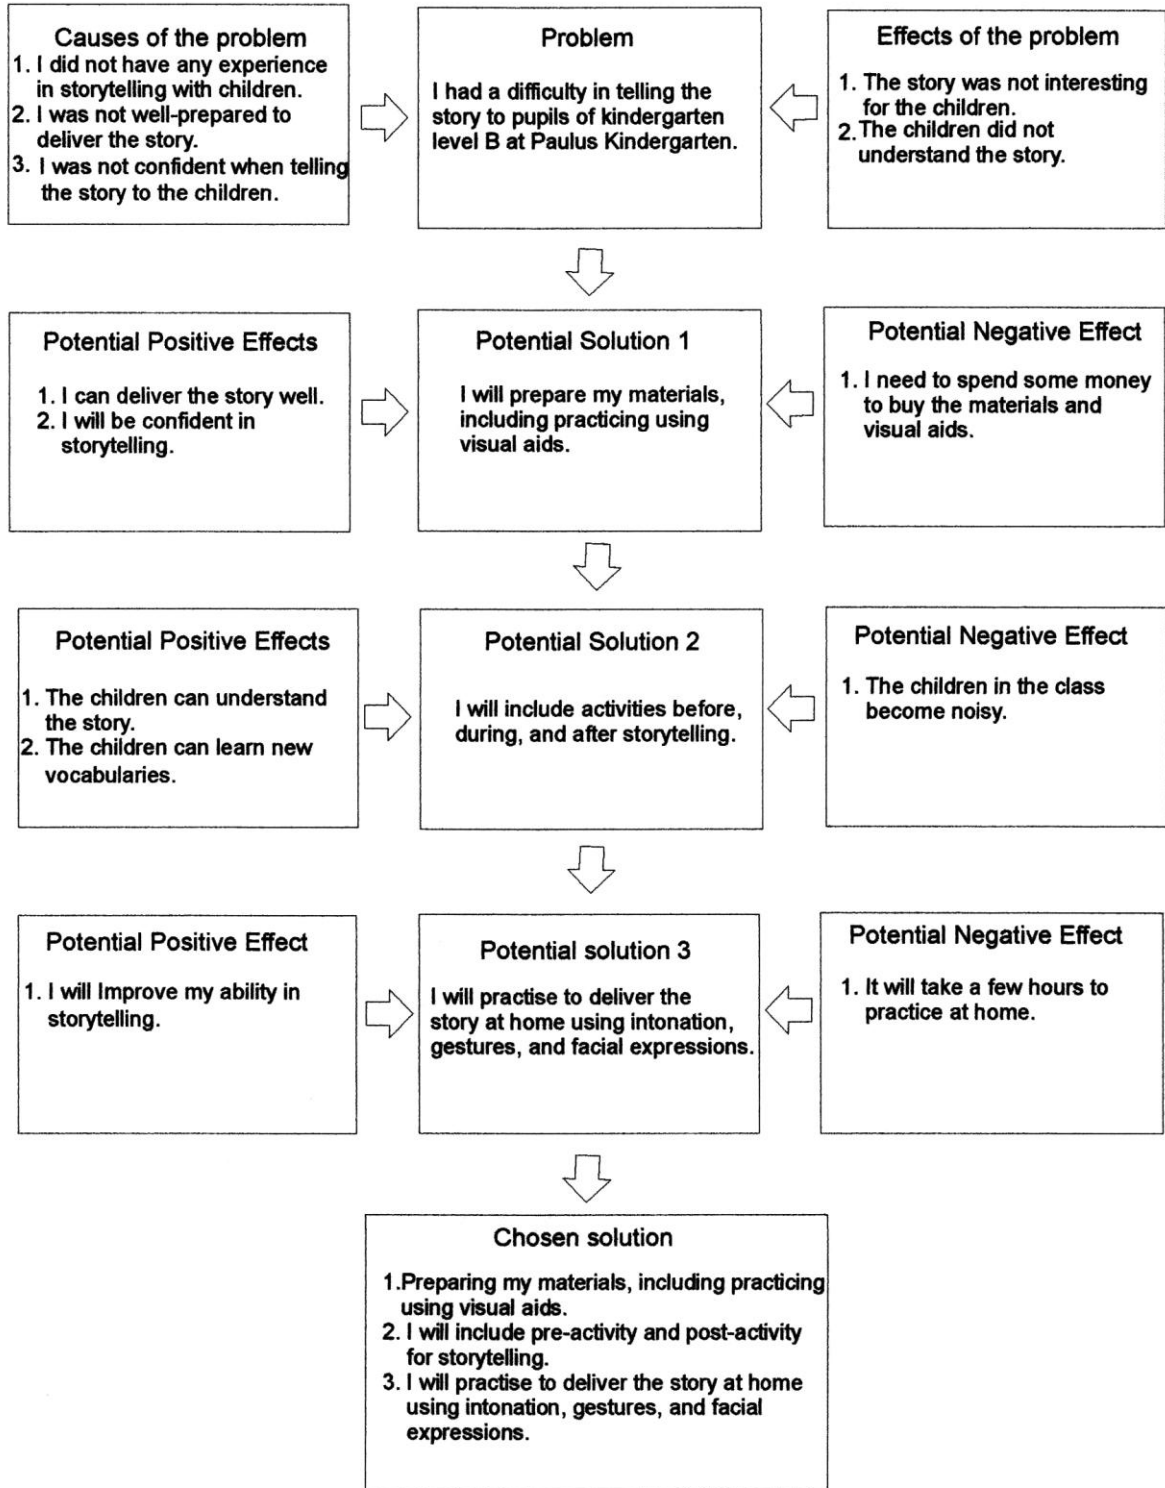 Causes of the problem
1. I did not have any experience
in storytelling with children.
2. I was not well-prepared to
deliver the story.
3. I was not confident when telling
the story to the children.
Problem
I had a difficulty in telling the
story to pupils of kindergarten
level B at Paulus Kindergarten.
Effects of the problem
1. The story was not interesting
for the children.
2. The children did not
understand the story.
Potential Positive Effects
1. I can deliver the story well.
2. I will be confident in
storytelling.
Potential Solution 1
I will prepare my materials,
including practicing using
visual aids.
Potential Negative Effect
1. I need to spend some money
to buy the materials and
visual aids.
Potential Positive Effects
1. The children can understand
the story.
2. The children can learn new
vocabularies.
Potential Solution 2
I will include activities before,
during, and after storytelling.
Potential Negative Effect
1. The children in the class
become noisy.
Potential Positive Effect
1. I will Improve my ability in
storytelling.
Potential solution 3
I will practise to deliver the
story at home using intonation,
gestures, and facial expressions.
Potential Negative Effect
1. It will take a few hours to
practice at home.
Chosen solution
1.Preparing my materials, including practicing
using visual aids.
2. I will include pre-activity and post-activity
for storytelling.
3. I will practise to deliver the story at home
using intonation, gestures, and facial
expressions.